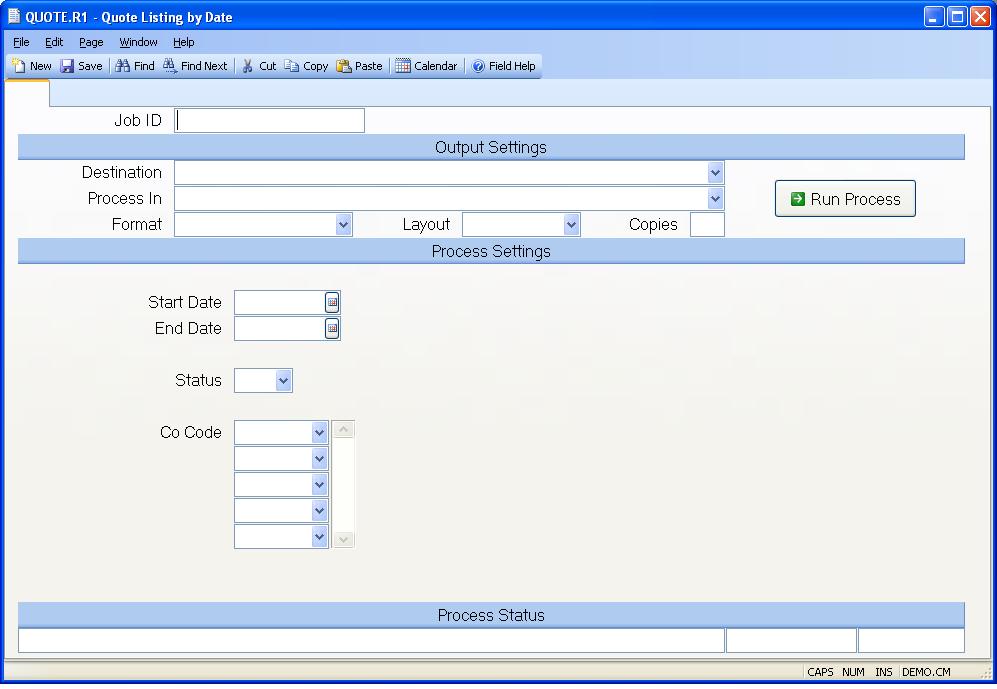 QUOTE.R1 - Quote Listing by Date
File Edit Page Window Help
New Save Find Find Next Cut Copy Paste Calendar Field Help
Job ID
Output Settings
Destination
Process In
Run Process
Format Layout Copies
Process Settings
Start Date
End Date
Status
Co Code
Process Status
CAPS NUM INS DEMO.CM